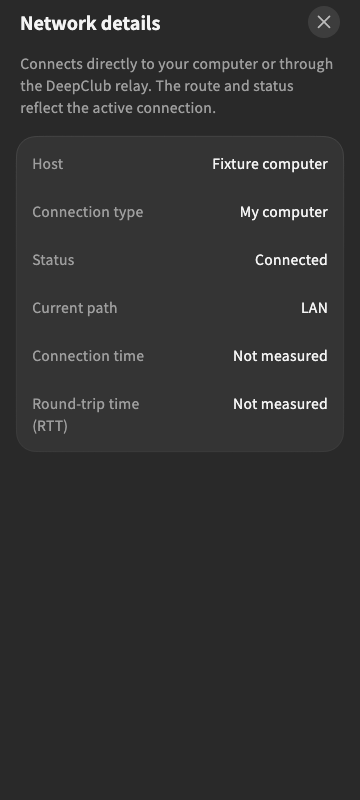 Network details
Connects directly to your computer or through
the DeepClub relay. The route and status
reflect the active connection.
Host Fixture computer
Connection type My computer
Status Connected
Current path LAN
Connection time Not measured
Round-trip time Not measured
(RTT)